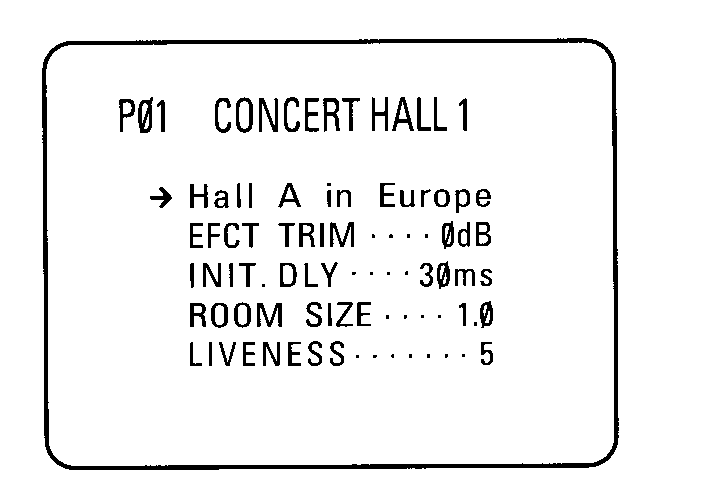 PØ1 CONCERT HALL 1
→ Hall A in Europe
EFCT TRIM ···· ØdB
INIT. DLY ···· 3Øms
ROOM SIZE ···· 1.Ø
LIVENESS ······· 5